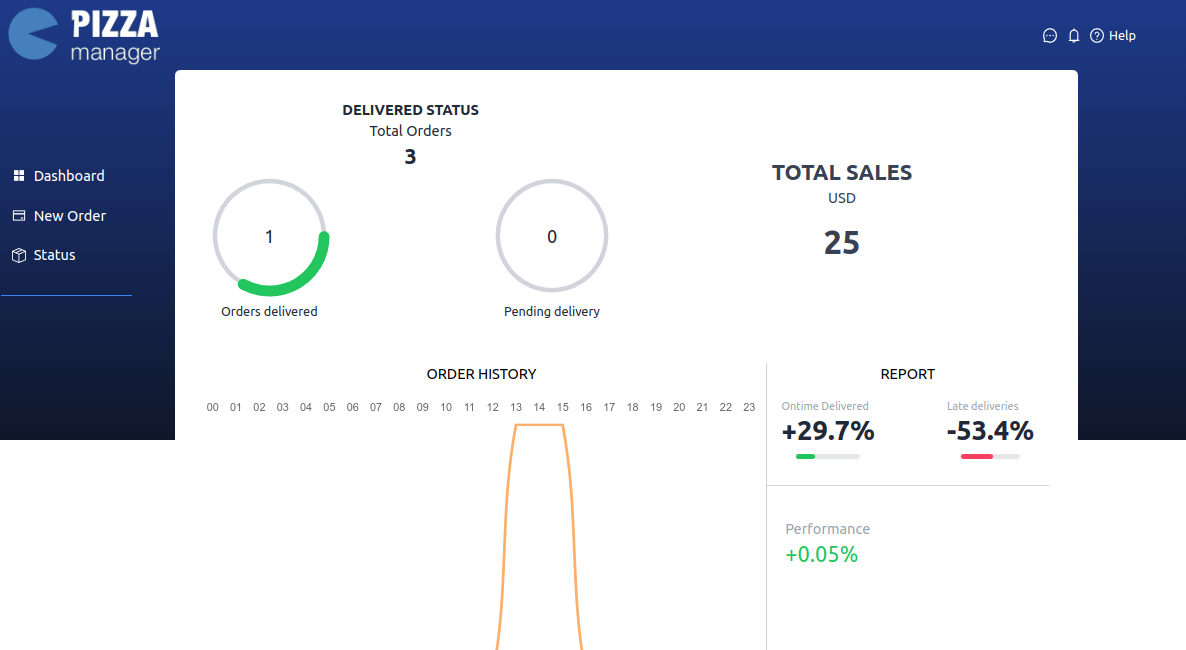 PIZZA
manager
Help
Dashboard
New Order
Status
DELIVERED STATUS
Total Orders
3
1
Orders delivered
0
Pending delivery
TOTAL SALES
USD
25
ORDER HISTORY
00 01 02 03 04 05 06 07 08 09 10 11 12 13 14 15 16 17 18 19 20 21 22 23
REPORT
Ontime Delivered
+29.7%
Late deliveries
-53.4%
Performance
+0.05%